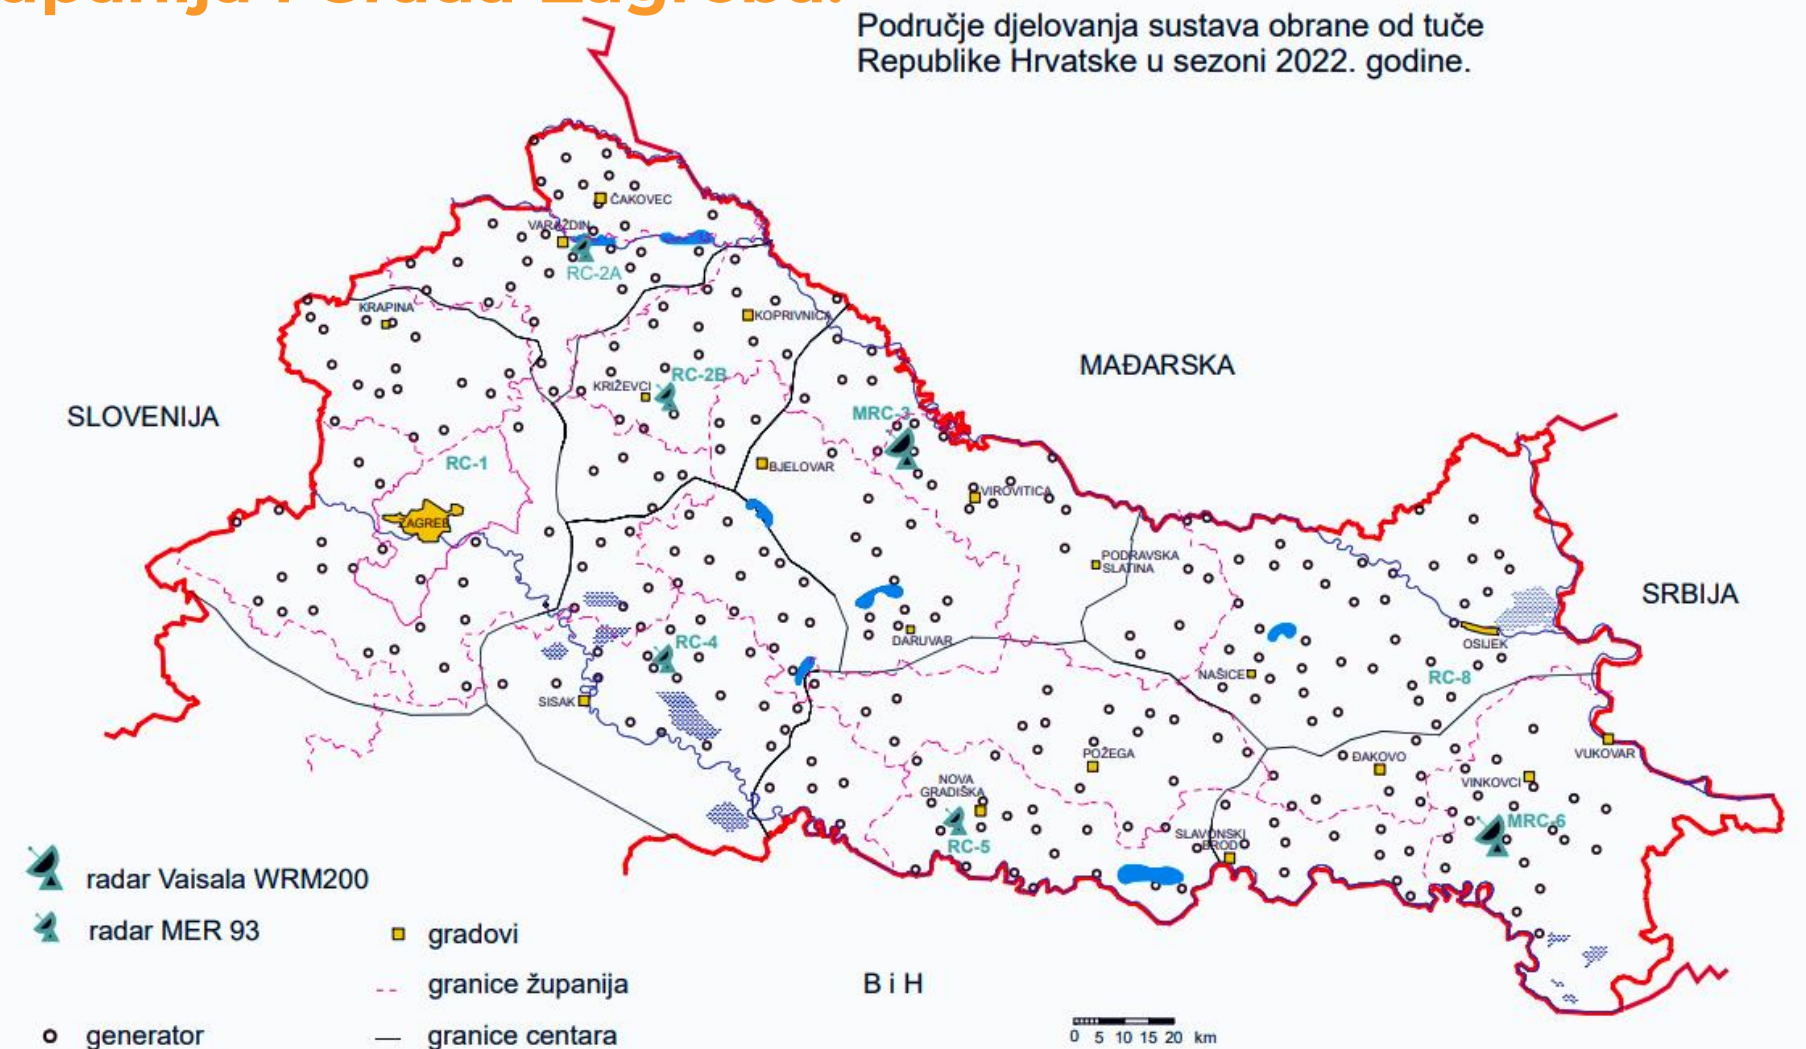 županija i Grada Zagreba.
Područje djelovanja sustava obrane od tuče
Republike Hrvatske u sezoni 2022. godine.
ČAKOVEC
VARAŽDIN
RC-2A
KRAPINA
KOPRIVNICA
MAĐARSKA
RC-2B
KRIŽEVCI
SLOVENIJA
MRC-3
RC-1
BJELOVAR
VIROVITICA
ZAGREB
PODRAVSKA
SLATINA
SRBIJA
RC-4
DARUVAR
OSIJEK
NAŠICE
RC-8
SISAK
POŽEGA
ĐAKOVO
VUKOVAR
NOVA
GRADIŠKA
VINKOVCI
RC-5
SLAVONSKI
BROD
MRC-6
radar Vaisala WRM200
radar MER 93
gradovi
granice županija
B i H
generator
granice centara
0 5 10 15 20 km